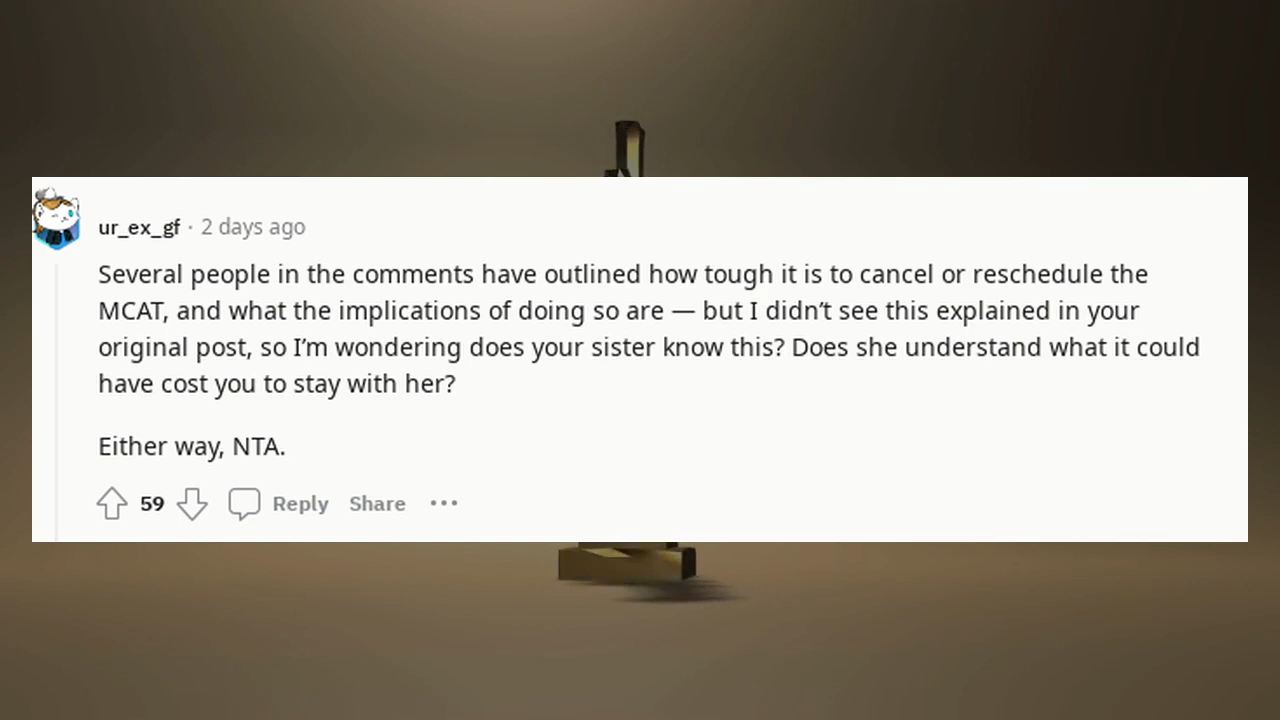 ur_ex_gf · 2 days ago
Several people in the comments have outlined how tough it is to cancel or reschedule the
MCAT, and what the implications of doing so are — but I didn’t see this explained in your
original post, so I’m wondering does your sister know this? Does she understand what it could
have cost you to stay with her?
Either way, NTA.
59 Reply Share ···